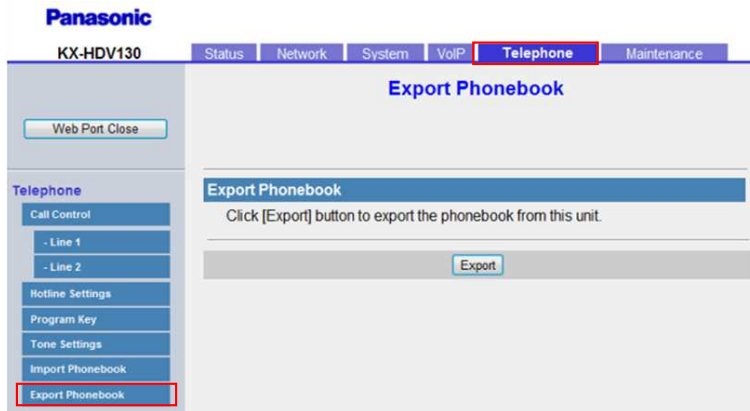 Panasonic
KX-HDV130
Status Network System VoIP Telephone Maintenance
Web Port Close
Telephone
Call Control
- Line 1
- Line 2
Hotline Settings
Program Key
Tone Settings
Import Phonebook
Export Phonebook
Export Phonebook
Export Phonebook
Click [Export] button to export the phonebook from this unit.
Export